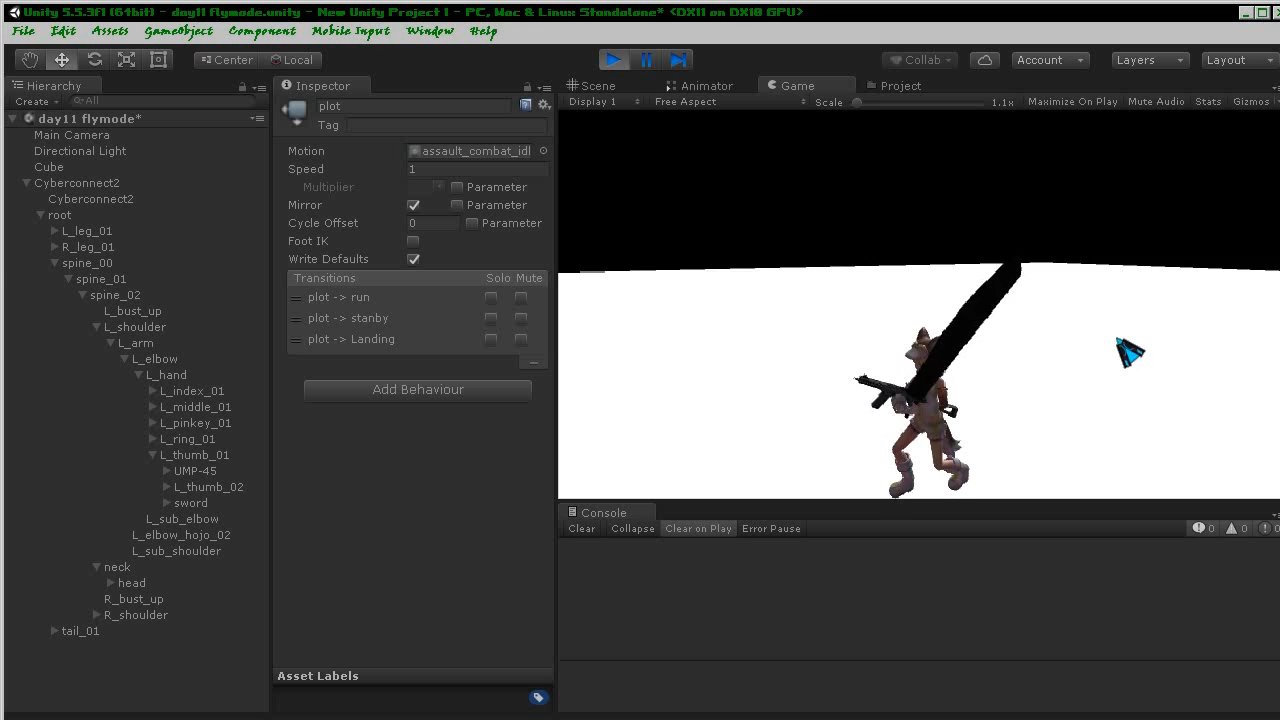 Unity 5.5.3f1 (64bit) - day11 flymode.unity - New Unity Project 1 - PC, Mac & Linux Standalone* <DX11 on DX10 GPU>
File Edit Assets GameObject Component Mobile Input Window Help
Center Local Collab Account Layers Layout
Hierarchy
Create All
day11 flymode*
Main Camera
Directional Light
Cube
Cyberconnect2
Cyberconnect2
root
L_leg_01
R_leg_01
spine_00
spine_01
spine_02
L_bust_up
L_shoulder
L_arm
L_elbow
L_hand
L_index_01
L_middle_01
L_pinkey_01
L_ring_01
L_thumb_01
UMP-45
L_thumb_02
sword
L_sub_elbow
L_elbow_hojo_02
L_sub_shoulder
neck
head
R_bust_up
R_shoulder
tail_01
Inspector
plot
Tag
Motion assault_combat_idl
Speed 1
Multiplier Parameter
Mirror Parameter
Cycle Offset 0 Parameter
Foot IK
Write Defaults
Transitions Solo Mute
plot -> run
plot -> stanby
plot -> Landing
Add Behaviour
Asset Labels
Scene Animator Game Project
Display 1 Free Aspect Scale 1.1x Maximize On Play Mute Audio Stats Gizmos
Console
Clear Collapse Clear on Play Error Pause 0 0 0